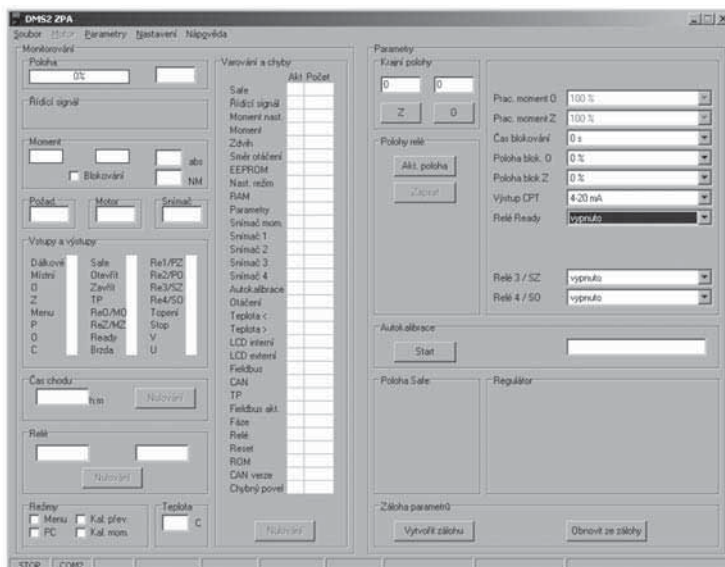 DMS2 ZPA
Soubor Motor Parametry Nastavení Nápověda
Monitorování
Poloha
0%
Řídicí signál
Moment
abs
Blokování
NM
Požad. Motor Snímač
Vstupy a výstupy
Dálkové Safe Re1/PZ
Místní Otevřít Re2/PO
O Zavřít Re3/SZ
Z TP Re4/SO
Menu ReO/MO Topení
P ReZ/MZ Stop
O Ready V
C Brzda U
Čas chodu
h:m Nulování
Relé
Nulování
Režimy
Menu Kal. přev.
PC Kal. mom.
Teplota
C
Varování a chyby
Akt Počet
Safe
Řídicí signál
Moment nast.
Moment
Zdvih
Směr otáčení
EEPROM
Nast. režim
RAM
Parametry
Snímač mom.
Snímač 1
Snímač 2
Snímač 3
Snímač 4
Autokalibrace
Otáčení
Teplota <
Teplota >
LCD interní
LCD externí
Fieldbus
CAN
TP
Fieldbus akt.
Fáze
Relé
Reset
ROM
CAN verze
Chybný povel
Nulování
Parametry
Krajní polohy
0 0
Z O
Polohy relé
Akt. poloha
Zapsat
Prac. moment O 100 %
Prac. moment Z 100 %
Čas blokování 0 s
Poloha blok. O 0 %
Poloha blok Z 0 %
Výstup CPT 4-20 mA
Relé Ready vypnuto
Relé 3 / SZ vypnuto
Relé 4 / SO vypnuto
Autokalibrace
Start
Poloha Safe Regulátor
Záloha parametrů
Vytvořit zálohu Obnovit ze zálohy
STOP COM2